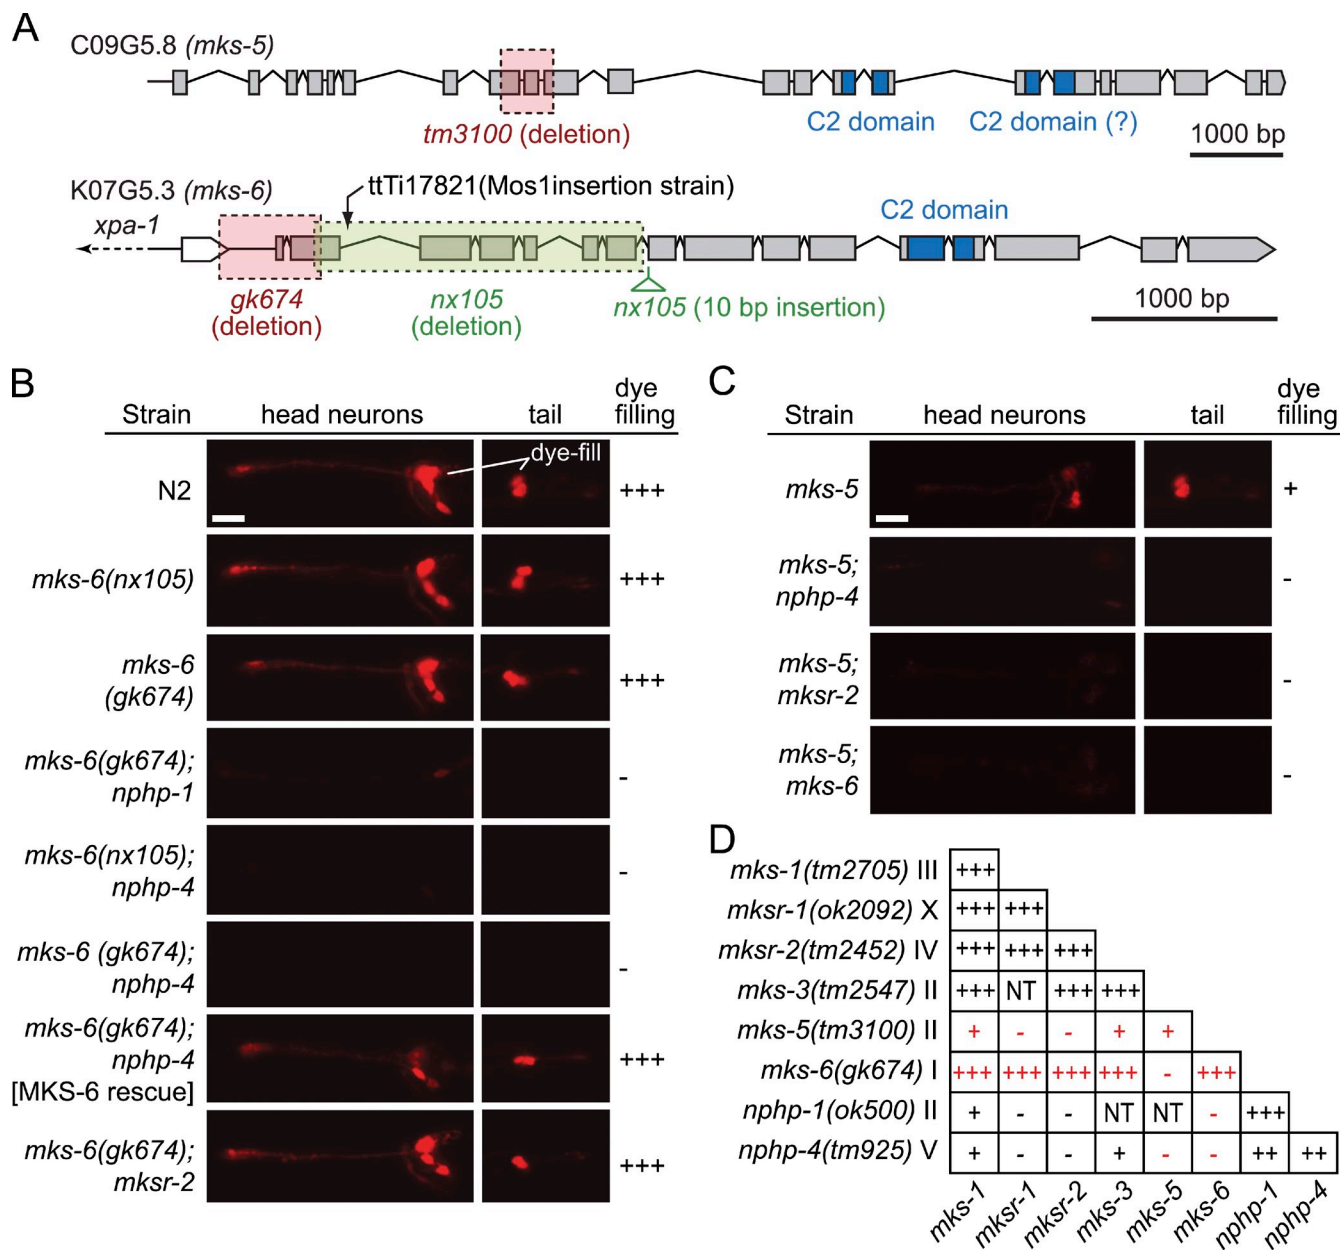 A
C09G5.8 (mks-5)
tm3100 (deletion)
C2 domain
C2 domain (?)
1000 bp
K07G5.3 (mks-6)
ttTi17821(Mos1insertion strain)
xpa-1
C2 domain
gk674
(deletion)
nx105
(deletion)
nx105 (10 bp insertion)
1000 bp
B
Strain head neurons tail dye
filling
dye-fill
N2 +++
mks-6(nx105) +++
mks-6
(gk674) +++
mks-6(gk674);
nphp-1 -
mks-6(nx105);
nphp-4 -
mks-6 (gk674);
nphp-4 -
mks-6(gk674);
nphp-4 +++
[MKS-6 rescue]
mks-6(gk674);
mksr-2 +++
C
Strain head neurons tail dye
filling
mks-5 +
mks-5;
nphp-4 -
mks-5;
mksr-2 -
mks-5;
mks-6 -
D
mks-1(tm2705) III +++
mksr-1(ok2092) X +++ +++
mksr-2(tm2452) IV +++ +++ +++
mks-3(tm2547) II +++ NT +++ +++
mks-5(tm3100) II + - - + +
mks-6(gk674) I +++ +++ +++ +++ - +++
nphp-1(ok500) II + - - NT NT - +++
nphp-4(tm925) V + - - + - - ++ ++
mks-1 mksr-1 mksr-2 mks-3 mks-5 mks-6 nphp-1 nphp-4